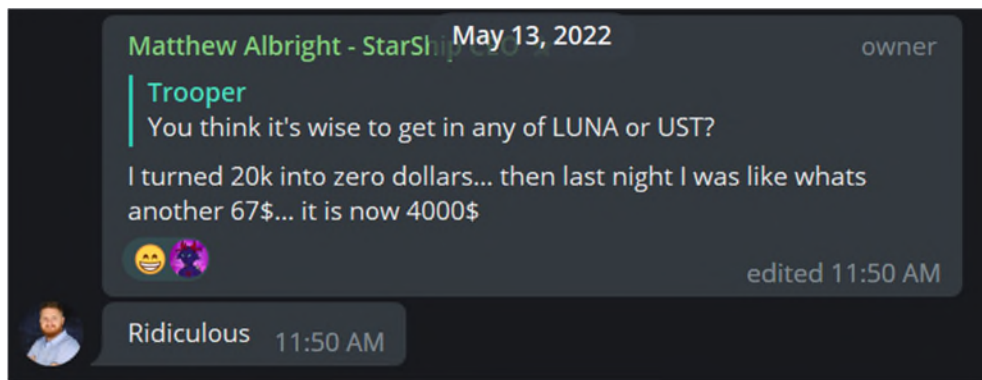 May 13, 2022
Matthew Albright - StarShip CEO
owner
Trooper
You think it's wise to get in any of LUNA or UST?
I turned 20k into zero dollars... then last night I was like whats
another 67$... it is now 4000$
edited 11:50 AM
Ridiculous 11:50 AM